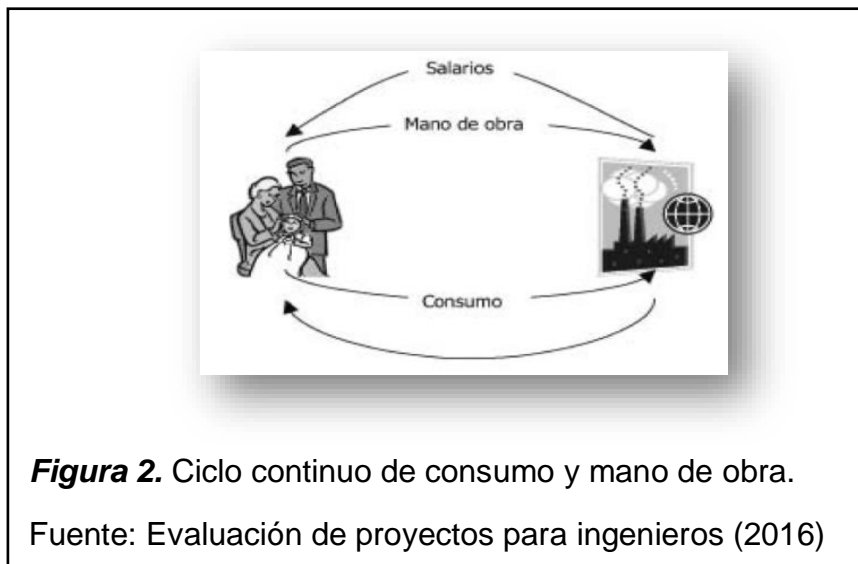 Salarios
Mano de obra
Consumo
Figura 2. Ciclo continuo de consumo y mano de obra.
Fuente: Evaluación de proyectos para ingenieros (2016)